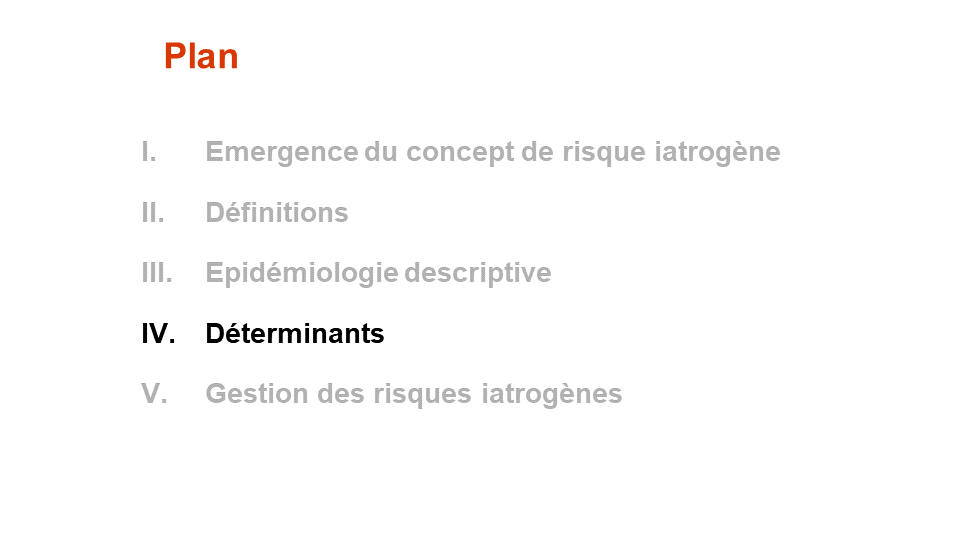 Plan
I. Emergence du concept de risque iatrogène
II. Définitions
III. Epidémiologie descriptive
IV. Déterminants
V. Gestion des risques iatrogènes